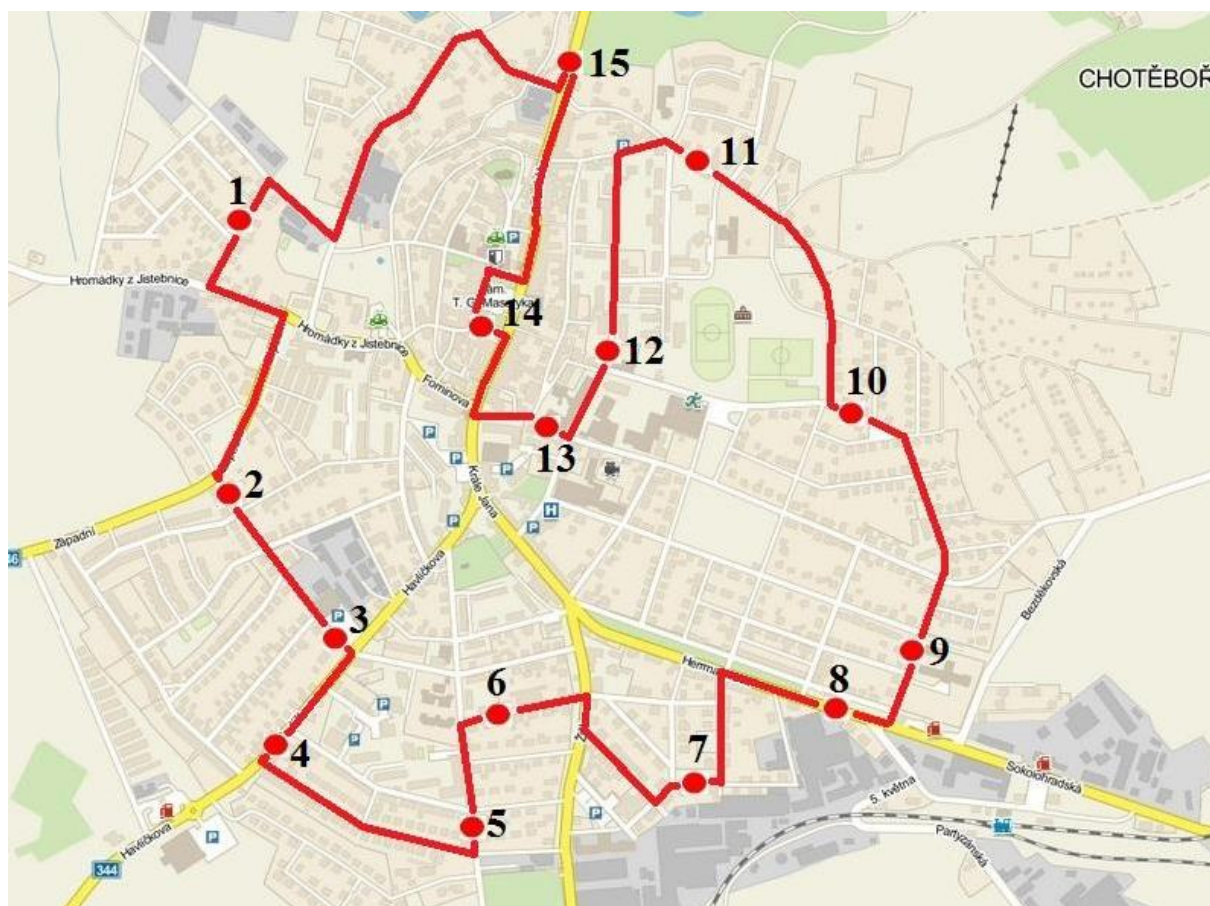 15
CHOTĚBOŘ
P
11
1
P
Hromádky z Jistebnice
nám.
T. G. Masaryka
14
Hromádky z Jistebnice
12
Fominova
10
P
13
P
P
2
Krále Jana
H
P
Západní
P
Havlíčkova
Bezděkovská
P
3
9
6
8
P
4
P
7
Sokolohradská
5. května
P
5
P
Havlíčkova
P
Partyzánská
344